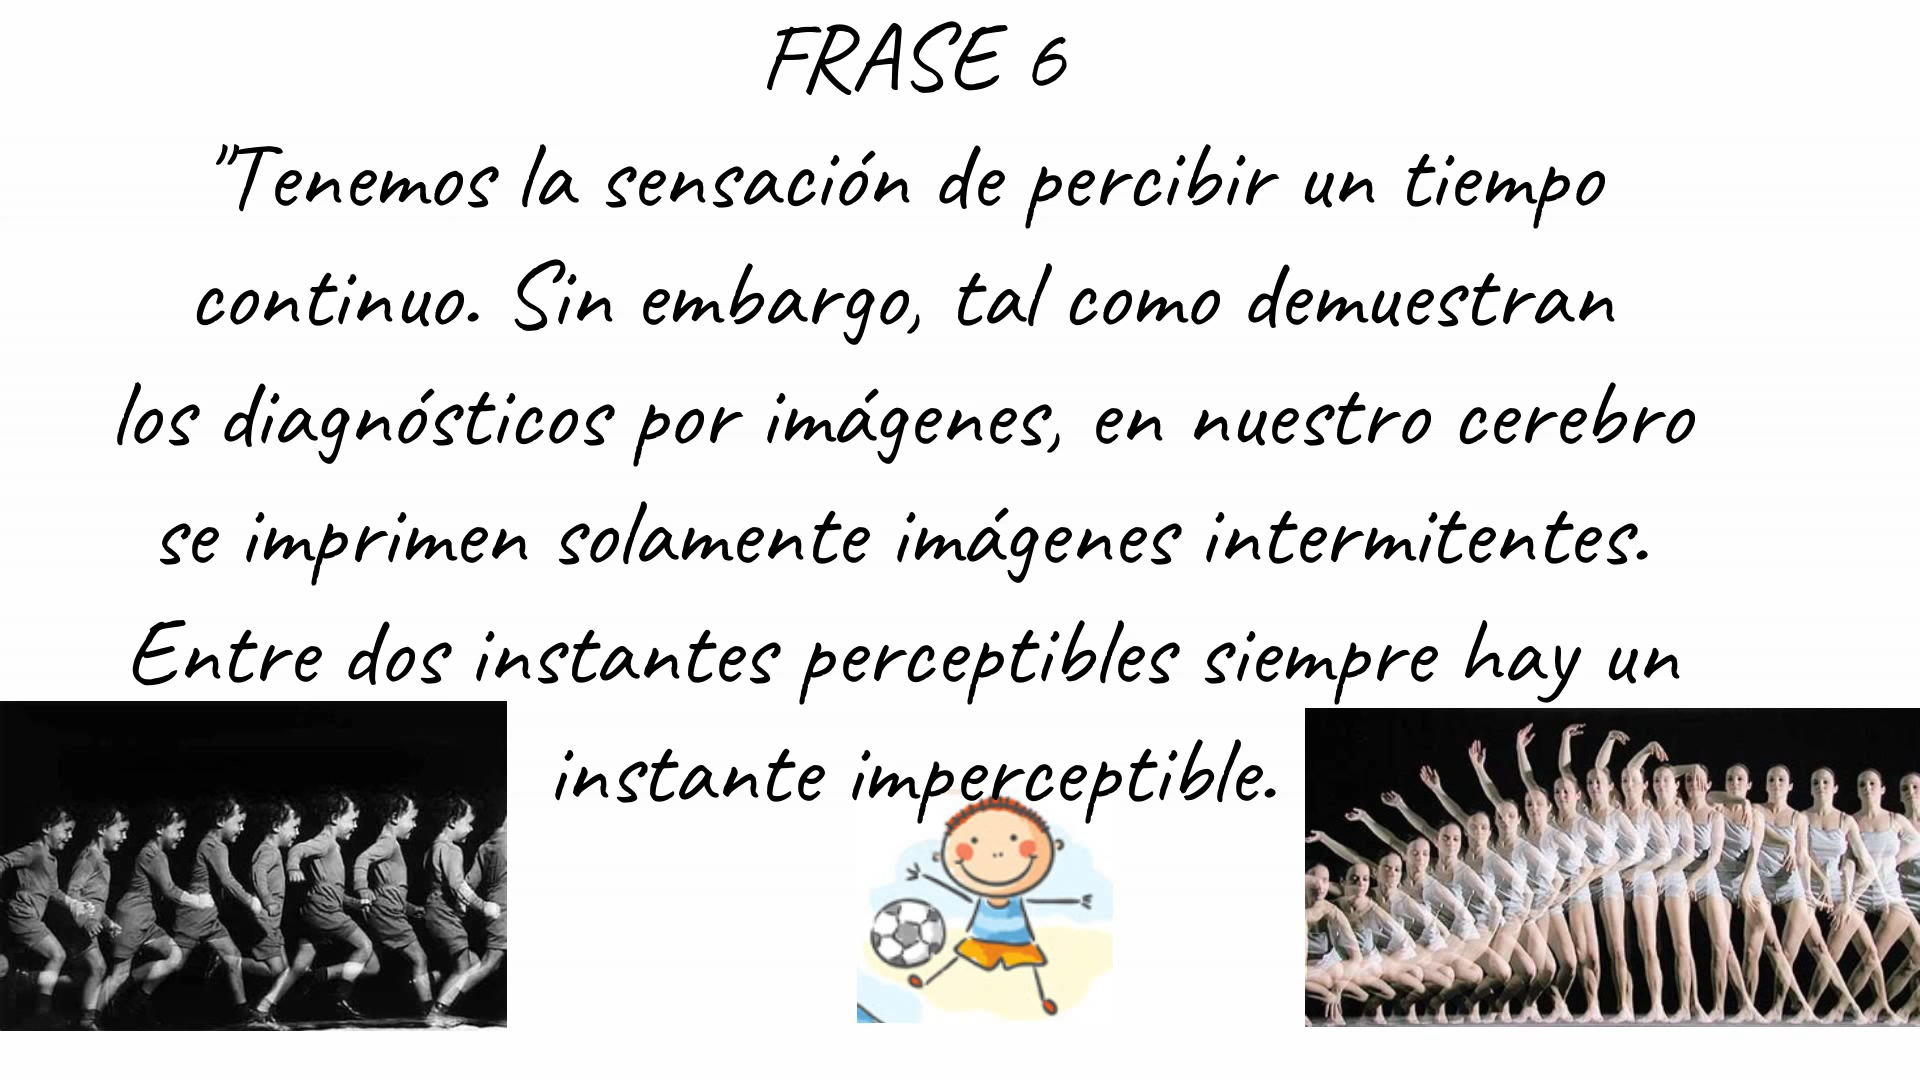 FRASE 6
"Tenemos la sensación de percibir un tiempo
continuo. Sin embargo, tal como demuestran
los diagnósticos por imágenes, en nuestro cerebro
se imprimen solamente imágenes intermitentes.
Entre dos instantes perceptibles siempre hay un
instante imperceptible.